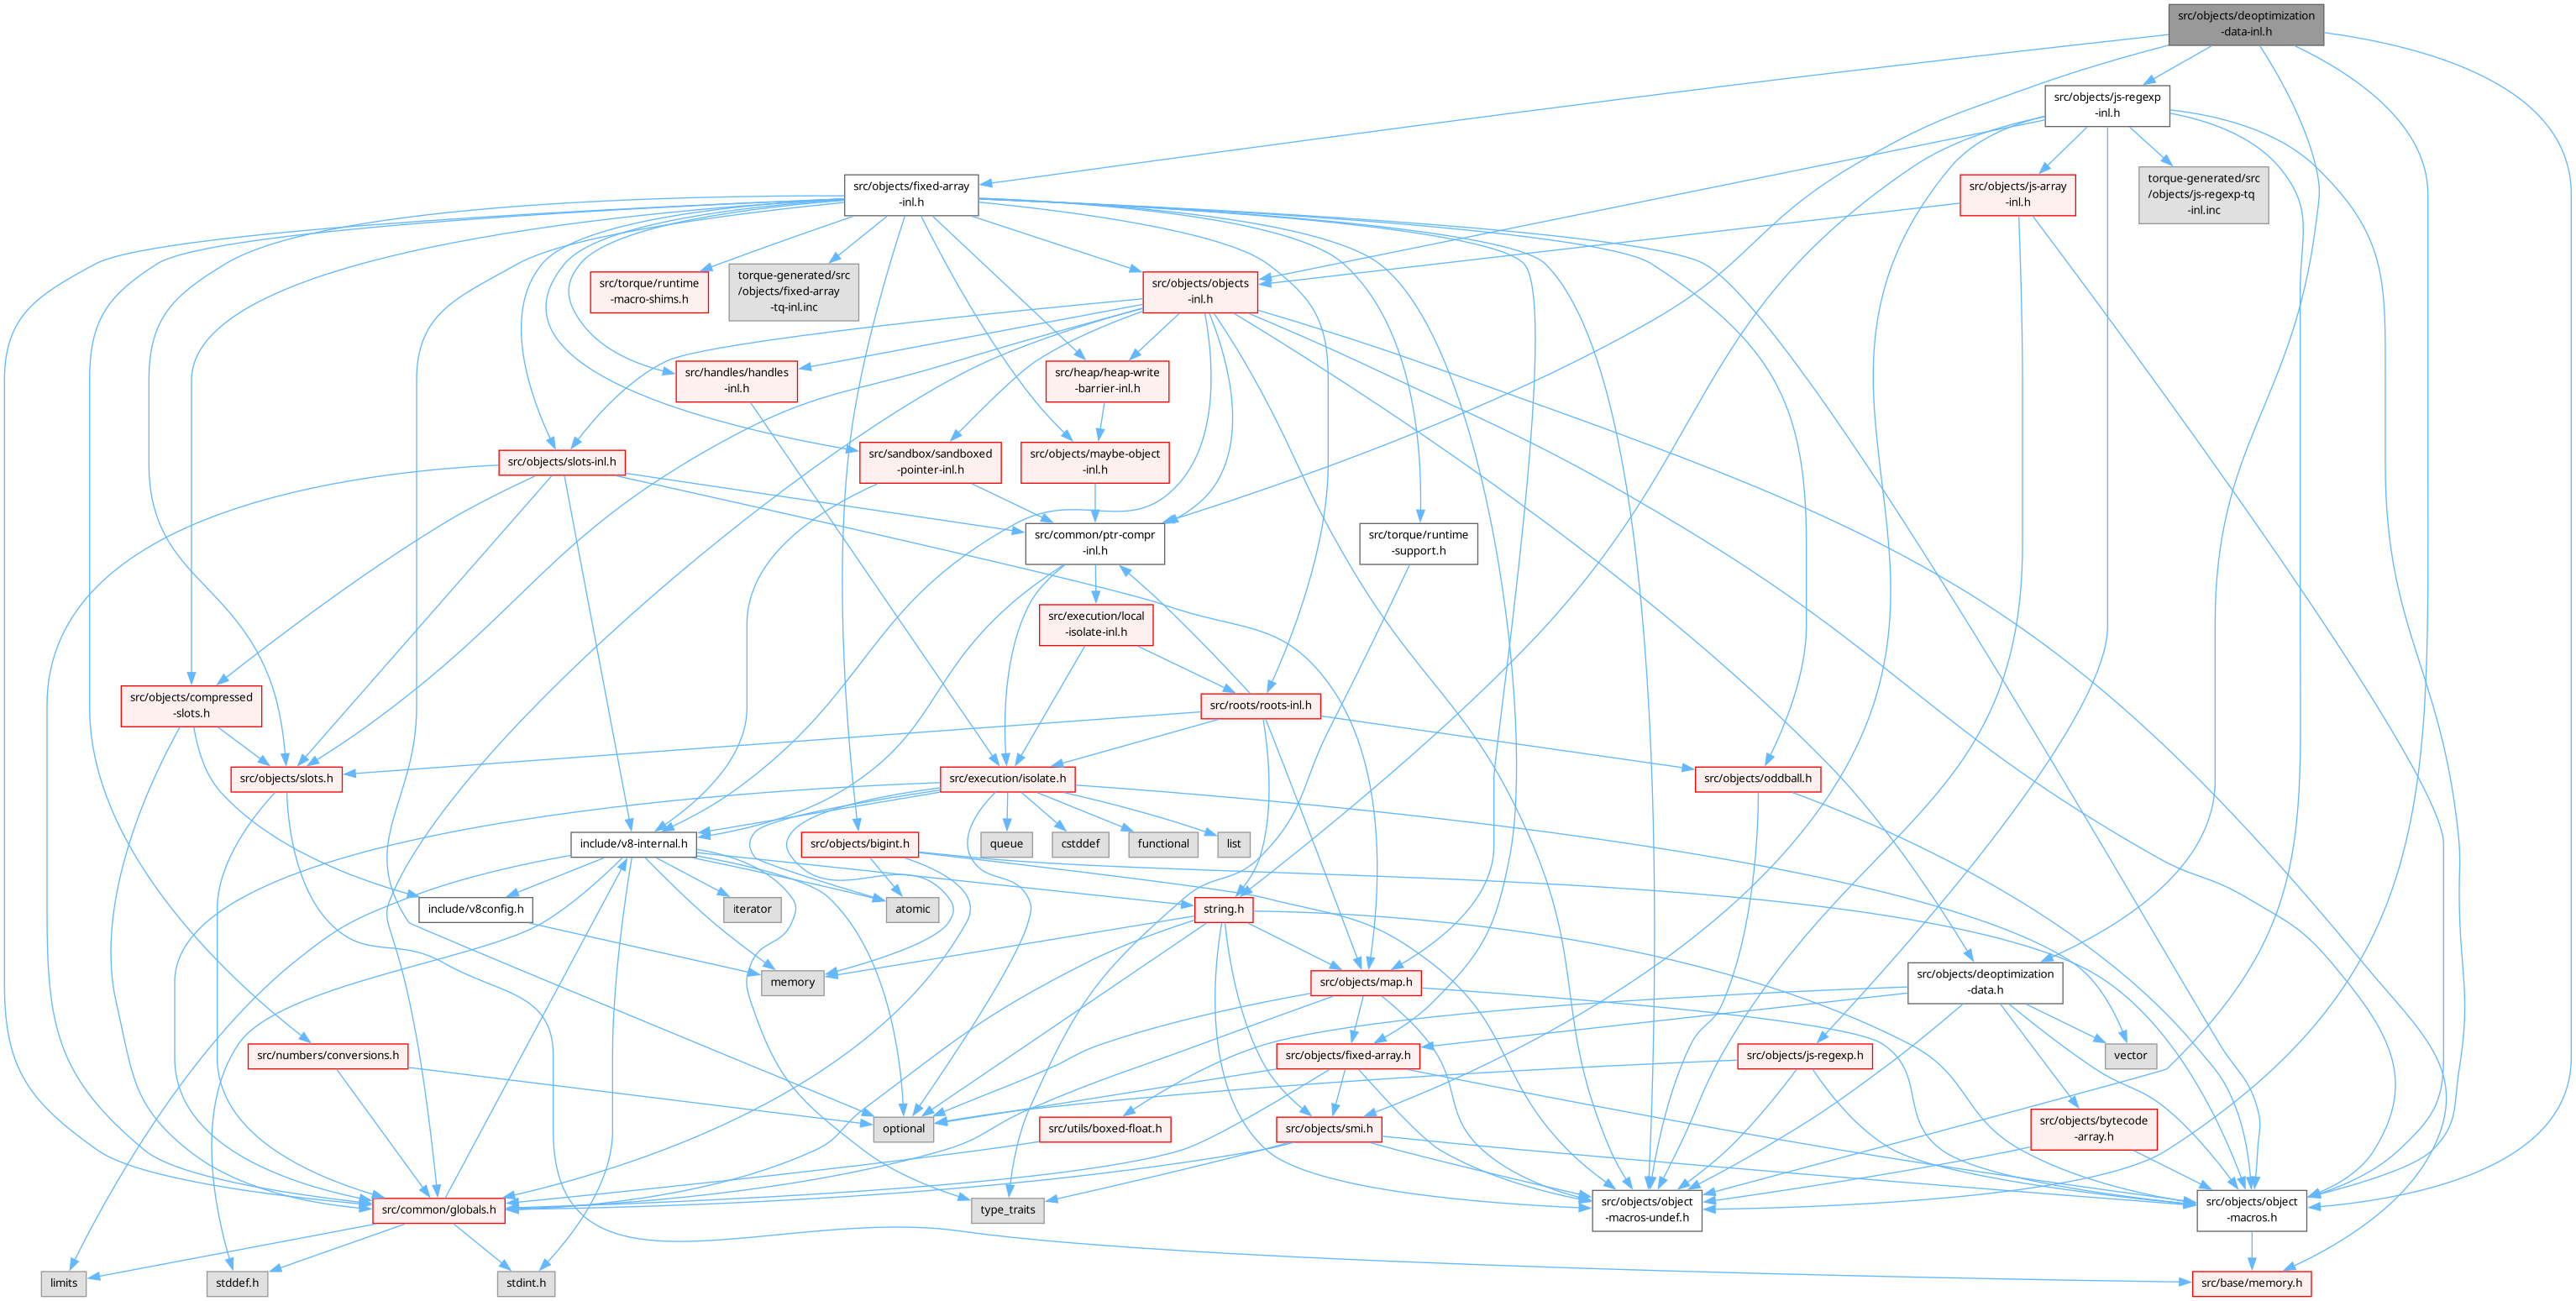 src/objects/deoptimization
-data-inl.h
src/objects/js-regexp
-inl.h
src/objects/fixed-array
-inl.h
src/objects/js-array
-inl.h
torque-generated/src
/objects/js-regexp-tq
-inl.inc
src/torque/runtime
-macro-shims.h
torque-generated/src
/objects/fixed-array
-tq-inl.inc
src/objects/objects
-inl.h
src/handles/handles
-inl.h
src/heap/heap-write
-barrier-inl.h
src/objects/slots-inl.h
src/sandbox/sandboxed
-pointer-inl.h
src/objects/maybe-object
-inl.h
src/common/ptr-compr
-inl.h
src/torque/runtime
-support.h
src/execution/local
-isolate-inl.h
src/objects/compressed
-slots.h
src/roots/roots-inl.h
src/objects/slots.h
src/execution/isolate.h
src/objects/oddball.h
include/v8-internal.h
src/objects/bigint.h
queue
cstddef
functional
list
include/v8config.h
iterator
atomic
string.h
memory
src/objects/map.h
src/objects/deoptimization
-data.h
src/numbers/conversions.h
src/objects/fixed-array.h
src/objects/js-regexp.h
vector
optional
src/utils/boxed-float.h
src/objects/smi.h
src/objects/bytecode
-array.h
src/common/globals.h
type_traits
src/objects/object
-macros-undef.h
src/objects/object
-macros.h
limits
stddef.h
stdint.h
src/base/memory.h